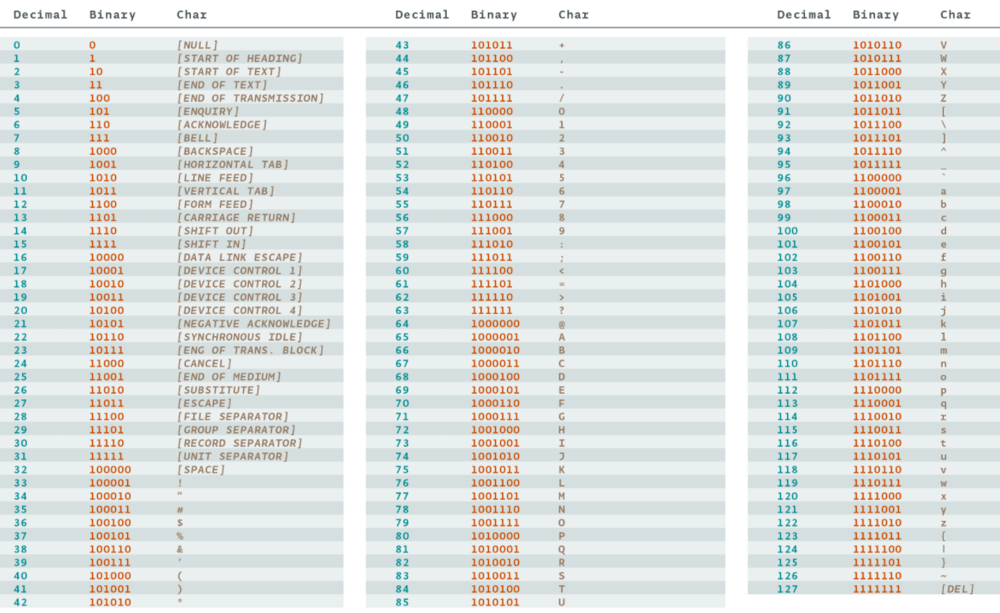 Decimal Binary Char
0 0 [NULL]
1 1 [START OF HEADING]
2 10 [START OF TEXT]
3 11 [END OF TEXT]
4 100 [END OF TRANSMISSION]
5 101 [ENQUIRY]
6 110 [ACKNOWLEDGE]
7 111 [BELL]
8 1000 [BACKSPACE]
9 1001 [HORIZONTAL TAB]
10 1010 [LINE FEED]
11 1011 [VERTICAL TAB]
12 1100 [FORM FEED]
13 1101 [CARRIAGE RETURN]
14 1110 [SHIFT OUT]
15 1111 [SHIFT IN]
16 10000 [DATA LINK ESCAPE]
17 10001 [DEVICE CONTROL 1]
18 10010 [DEVICE CONTROL 2]
19 10011 [DEVICE CONTROL 3]
20 10100 [DEVICE CONTROL 4]
21 10101 [NEGATIVE ACKNOWLEDGE]
22 10110 [SYNCHRONOUS IDLE]
23 10111 [ENG OF TRANS. BLOCK]
24 11000 [CANCEL]
25 11001 [END OF MEDIUM]
26 11010 [SUBSTITUTE]
27 11011 [ESCAPE]
28 11100 [FILE SEPARATOR]
29 11101 [GROUP SEPARATOR]
30 11110 [RECORD SEPARATOR]
31 11111 [UNIT SEPARATOR]
32 100000 [SPACE]
33 100001 !
34 100010 "
35 100011 #
36 100100 $
37 100101 %
38 100110 &
39 100111 '
40 101000 (
41 101001 )
42 101010 *
Decimal Binary Char
43 101011 +
44 101100 ,
45 101101 -
46 101110 .
47 101111 /
48 110000 0
49 110001 1
50 110010 2
51 110011 3
52 110100 4
53 110101 5
54 110110 6
55 110111 7
56 111000 8
57 111001 9
58 111010 :
59 111011 ;
60 111100 <
61 111101 =
62 111110 >
63 111111 ?
64 1000000 @
65 1000001 A
66 1000010 B
67 1000011 C
68 1000100 D
69 1000101 E
70 1000110 F
71 1000111 G
72 1001000 H
73 1001001 I
74 1001010 J
75 1001011 K
76 1001100 L
77 1001101 M
78 1001110 N
79 1001111 O
80 1010000 P
81 1010001 Q
82 1010010 R
83 1010011 S
84 1010100 T
85 1010101 U
Decimal Binary Char
86 1010110 V
87 1010111 W
88 1011000 X
89 1011001 Y
90 1011010 Z
91 1011011 [
92 1011100 \
93 1011101 ]
94 1011110 ^
95 1011111 _
96 1100000 `
97 1100001 a
98 1100010 b
99 1100011 c
100 1100100 d
101 1100101 e
102 1100110 f
103 1100111 g
104 1101000 h
105 1101001 i
106 1101010 j
107 1101011 k
108 1101100 l
109 1101101 m
110 1101110 n
111 1101111 o
112 1110000 p
113 1110001 q
114 1110010 r
115 1110011 s
116 1110100 t
117 1110101 u
118 1110110 v
119 1110111 w
120 1111000 x
121 1111001 y
122 1111010 z
123 1111011 {
124 1111100 |
125 1111101 }
126 1111110 ~
127 1111111 [DEL]